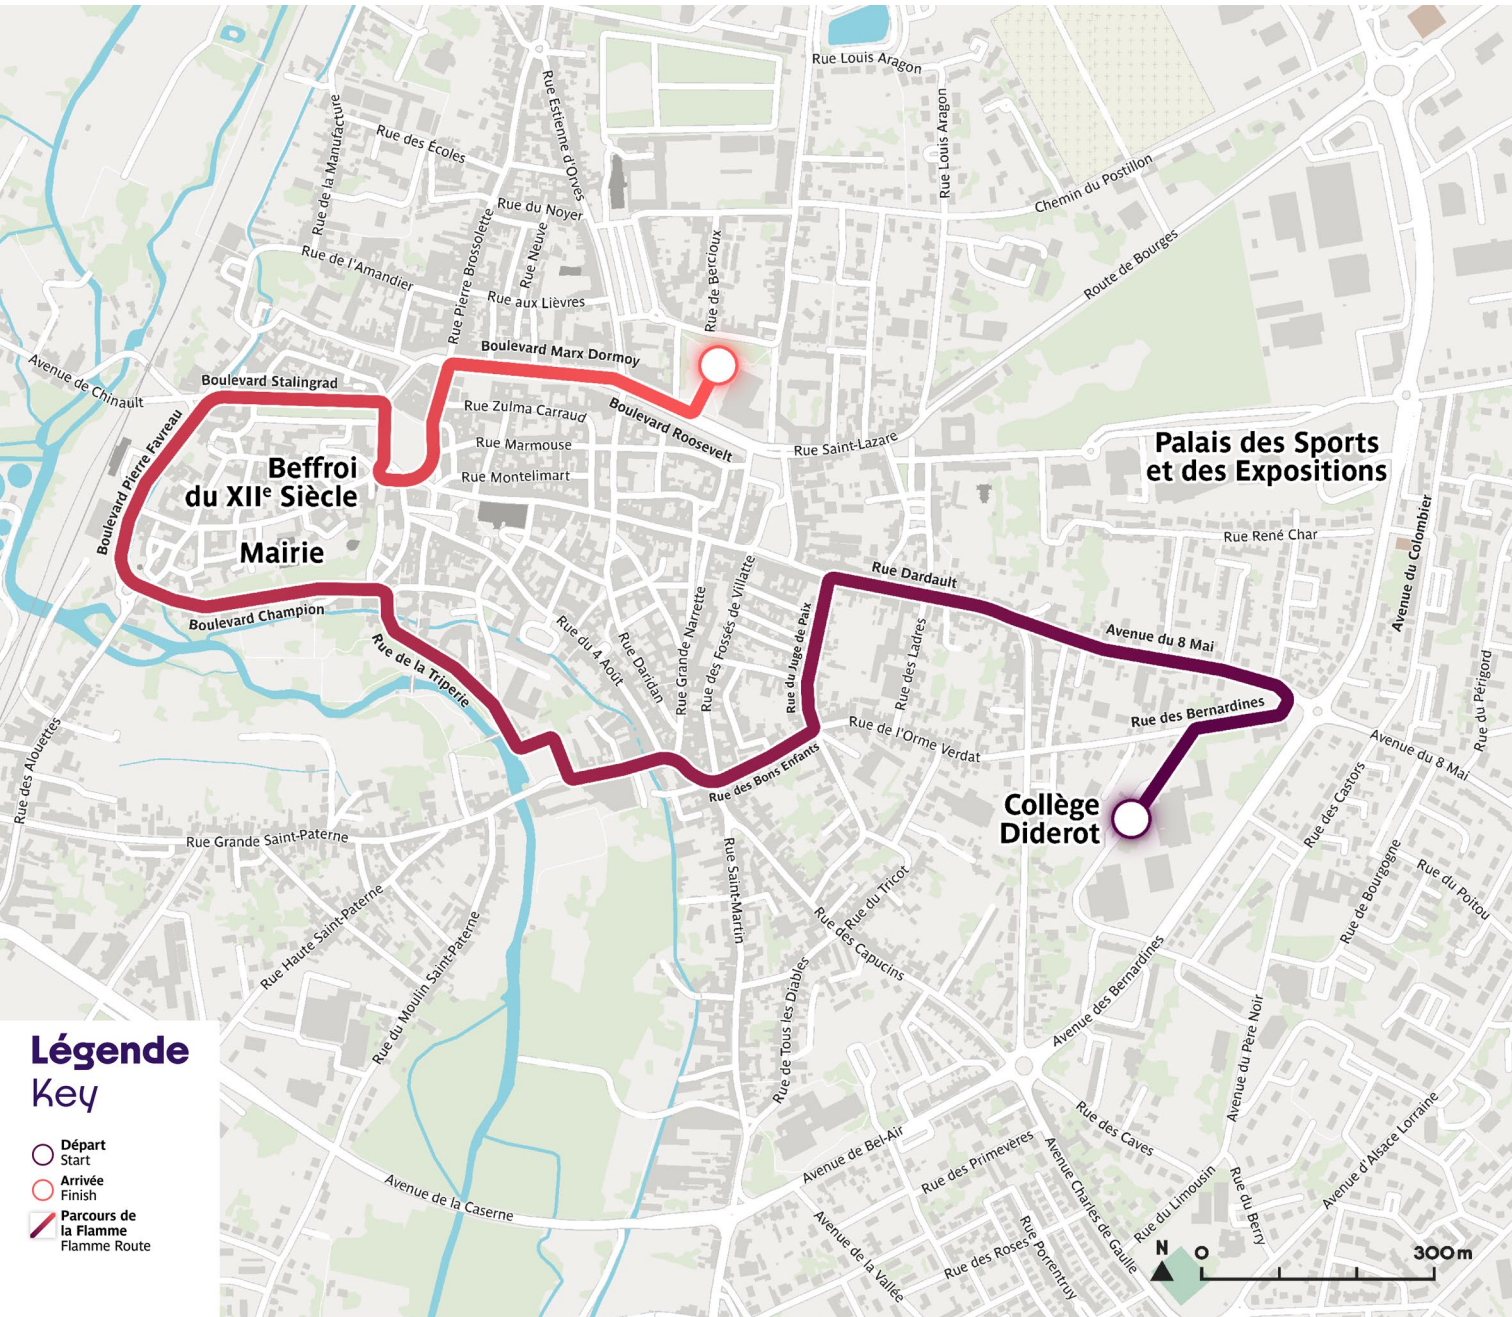 Rue Louis Aragon
Rue Estienne d'Orves
Rue Louis Aragon
Rue de la Manufacture
Rue des Écoles
Chemin du Postillon
Rue du Noyer
Rue Pierre Brossolette
Rue Neuve
Rue de Bercioux
Route de Bourges
Rue de l'Amandier
Rue aux Lièvres
Boulevard Marx Dormoy
Avenue de Chinault
Boulevard Stalingrad
Rue Zulma Carraud
Boulevard Roosevelt
Rue Marmouse
Rue Saint-Lazare
Palais des Sports
et des Expositions
Boulevard Pierre Favreau
Beffroi
du XIIe Siècle
Rue Montelimart
Avenue du Colombier
Rue René Char
Mairie
Rue Dardault
Boulevard Champion
Rue de la Triperie
Rue du 4 Août
Rue Daridan
Rue Grande Narrette
Rue des Fossés de Villatte
Rue du Juge de Paix
Rue des Ladres
Avenue du 8 Mai
Rue des Bernardines
Rue du Périgord
Rue de l'Orme Verdat
Avenue du 8 Mai
Rue des Alouettes
Rue des Bons Enfants
Collège
Diderot
Rue des Castors
Rue Grande Saint-Paterne
Rue Saint-Martin
Rue du Tricot
Rue de Bourgogne
Rue du Poitou
Rue Haute Saint-Paterne
Rue des Capucins
Rue du Moulin Saint-Paterne
Rue de Tous les Diables
Avenue des Bernardines
Avenue du Père Noir
Légende
Key
Départ
Start
Arrivée
Finish
Parcours de
la Flamme
Flamme Route
Rue des Caves
Avenue d'Alsace Lorraine
Avenue de Bel-Air
Rue des Primevères
Avenue Charles de Gaulle
Rue du Limousin
Rue du Berry
Avenue de la Caserne
Avenue de la Vallée
Rue des Roses
Rue Porrentruy
N
0
300m